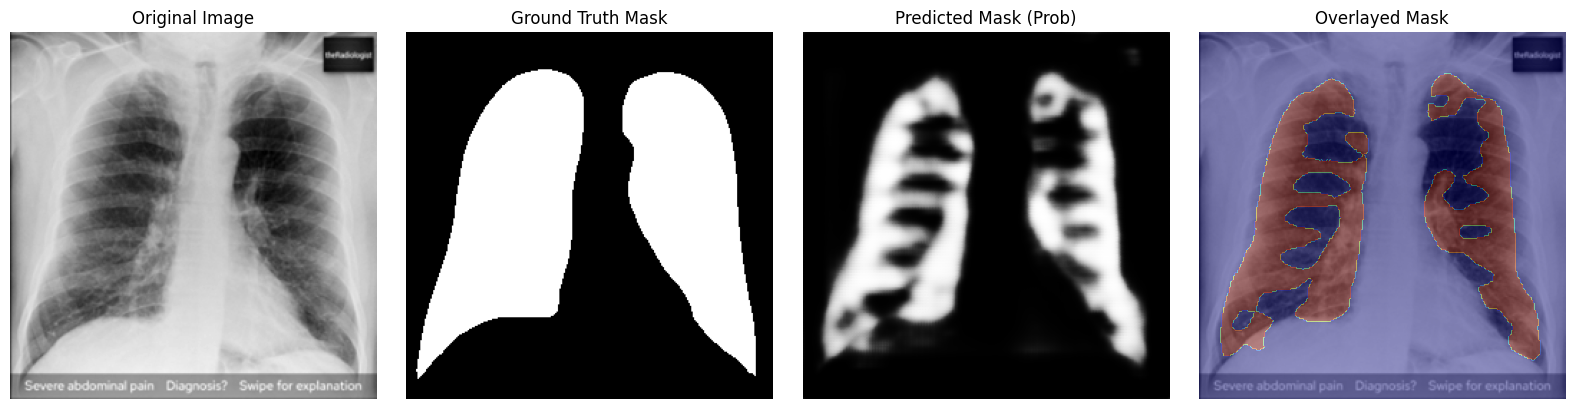 Original Image
Ground Truth Mask
Predicted Mask (Prob)
Overlayed Mask
theRadiologist
theRadiologist
Severe abdominal pain Diagnosis? Swipe for explanation
Severe abdominal pain Diagnosis? Swipe for explanation